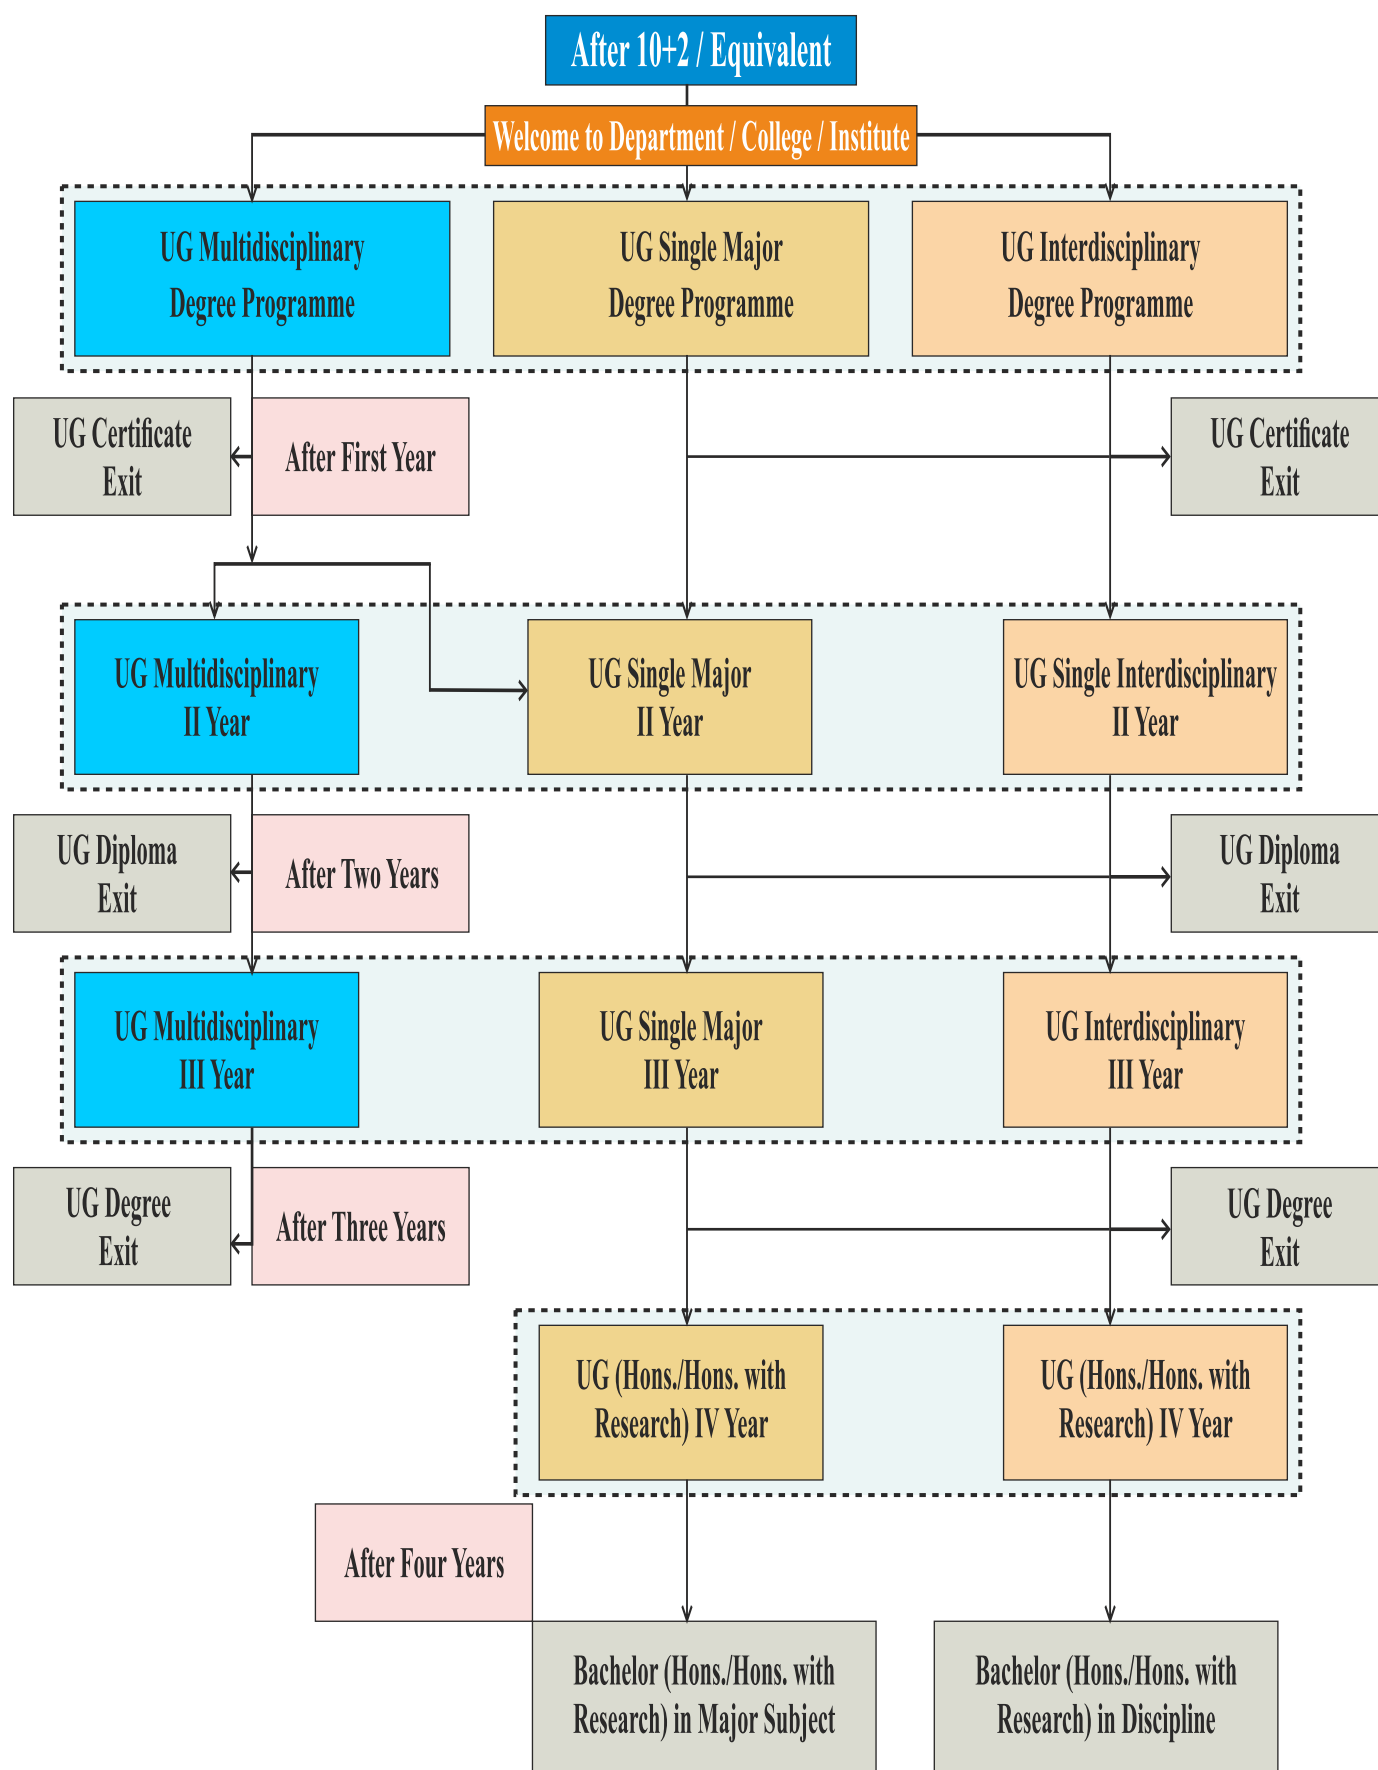 After 10+2 / Equivalent
Welcome to Department / College / Institute
UG Multidisciplinary
Degree Programme
UG Single Major
Degree Programme
UG Interdisciplinary
Degree Programme
UG Certificate
Exit
After First Year
UG Certificate
Exit
UG Multidisciplinary
II Year
UG Single Major
II Year
UG Single Interdisciplinary
II Year
UG Diploma
Exit
After Two Years
UG Diploma
Exit
UG Multidisciplinary
III Year
UG Single Major
III Year
UG Interdisciplinary
III Year
UG Degree
Exit
After Three Years
UG Degree
Exit
UG (Hons./Hons. with
Research) IV Year
UG (Hons./Hons. with
Research) IV Year
After Four Years
Bachelor (Hons./Hons. with
Research) in Major Subject
Bachelor (Hons./Hons. with
Research) in Discipline